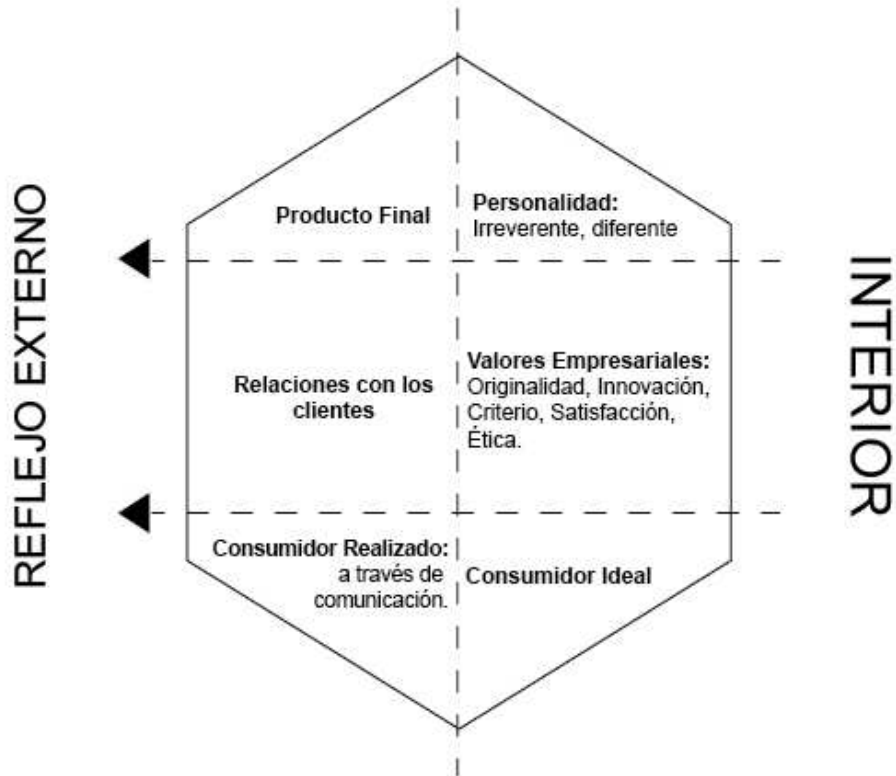 REFLEJO EXTERNO
Producto Final
Personalidad:
Irreverente, diferente
Relaciones con los
clientes
Valores Empresariales:
Originalidad, Innovación,
Criterio, Satisfacción,
Ética.
Consumidor Realizado:
a través de
comunicación.
Consumidor Ideal
INTERIOR